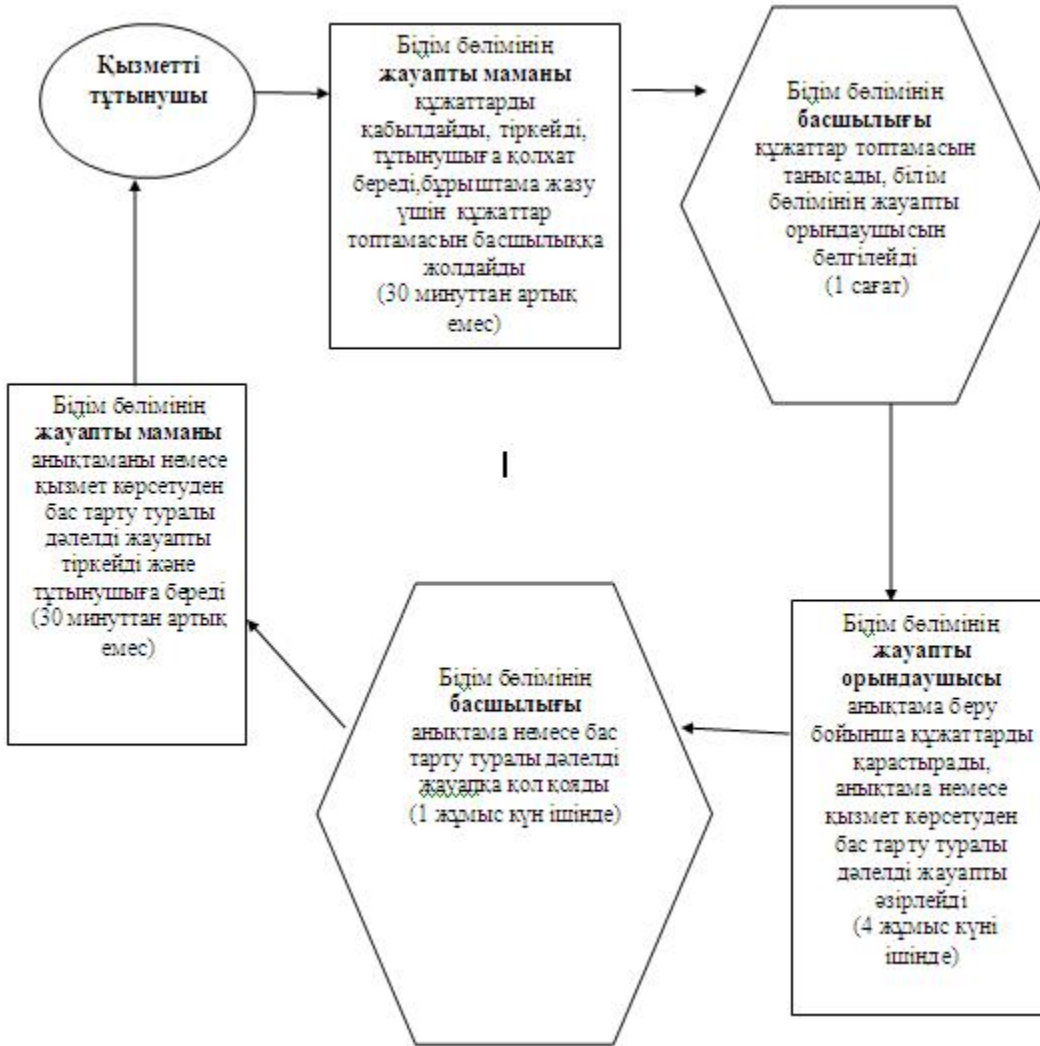 Қызметті
тұтынушы
Білім бөлімінің
жауапты маманы
құжаттарды
қабылдайды, тіркейді,
тұтынушыға қолхат
береді,бұрыштама жазу
үшін құжаттар
топтамасын басшылыққа
жолдайды
(30 минуттан артық
емес)
Білім бөлімінің
басшылығы
құжаттар топтамасын
танысады, білім
бөлімінің жауапты
орындаушысын
белгілейді
(1 сағат)
Білім бөлімінің
жауапты
орындаушысы
анықтама беру
бойынша құжаттарды
қарастырады,
анықтама немесе
қызмет көрсетуден
бас тарту туралы
дәлелді жауапты
әзірлейді
(4 жұмыс күні
ішінде)
Білім бөлімінің
басшылығы
анықтама немесе бас
тарту туралы дәлелді
жауапқа қол қояды
(1 жұмыс күн ішінде)
Білім бөлімінің
жауапты маманы
анықтаманы немесе
қызмет көрсетуден
бас тарту туралы
дәлелді жауапты
тіркейді және
тұтынушыға береді
(30 минуттан артық
емес)